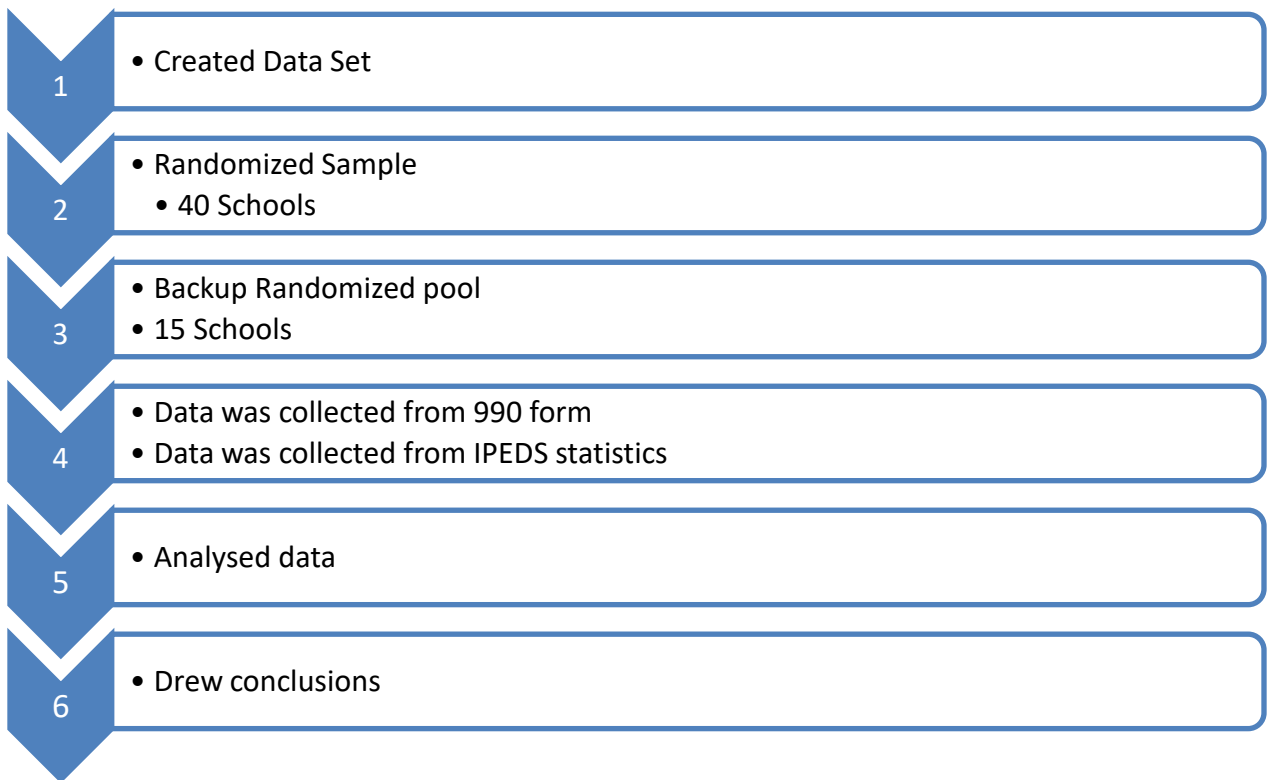 1
• Created Data Set
2
• Randomized Sample
• 40 Schools
3
• Backup Randomized pool
• 15 Schools
4
• Data was collected from 990 form
• Data was collected from IPEDS statistics
5
• Analysed data
6
• Drew conclusions